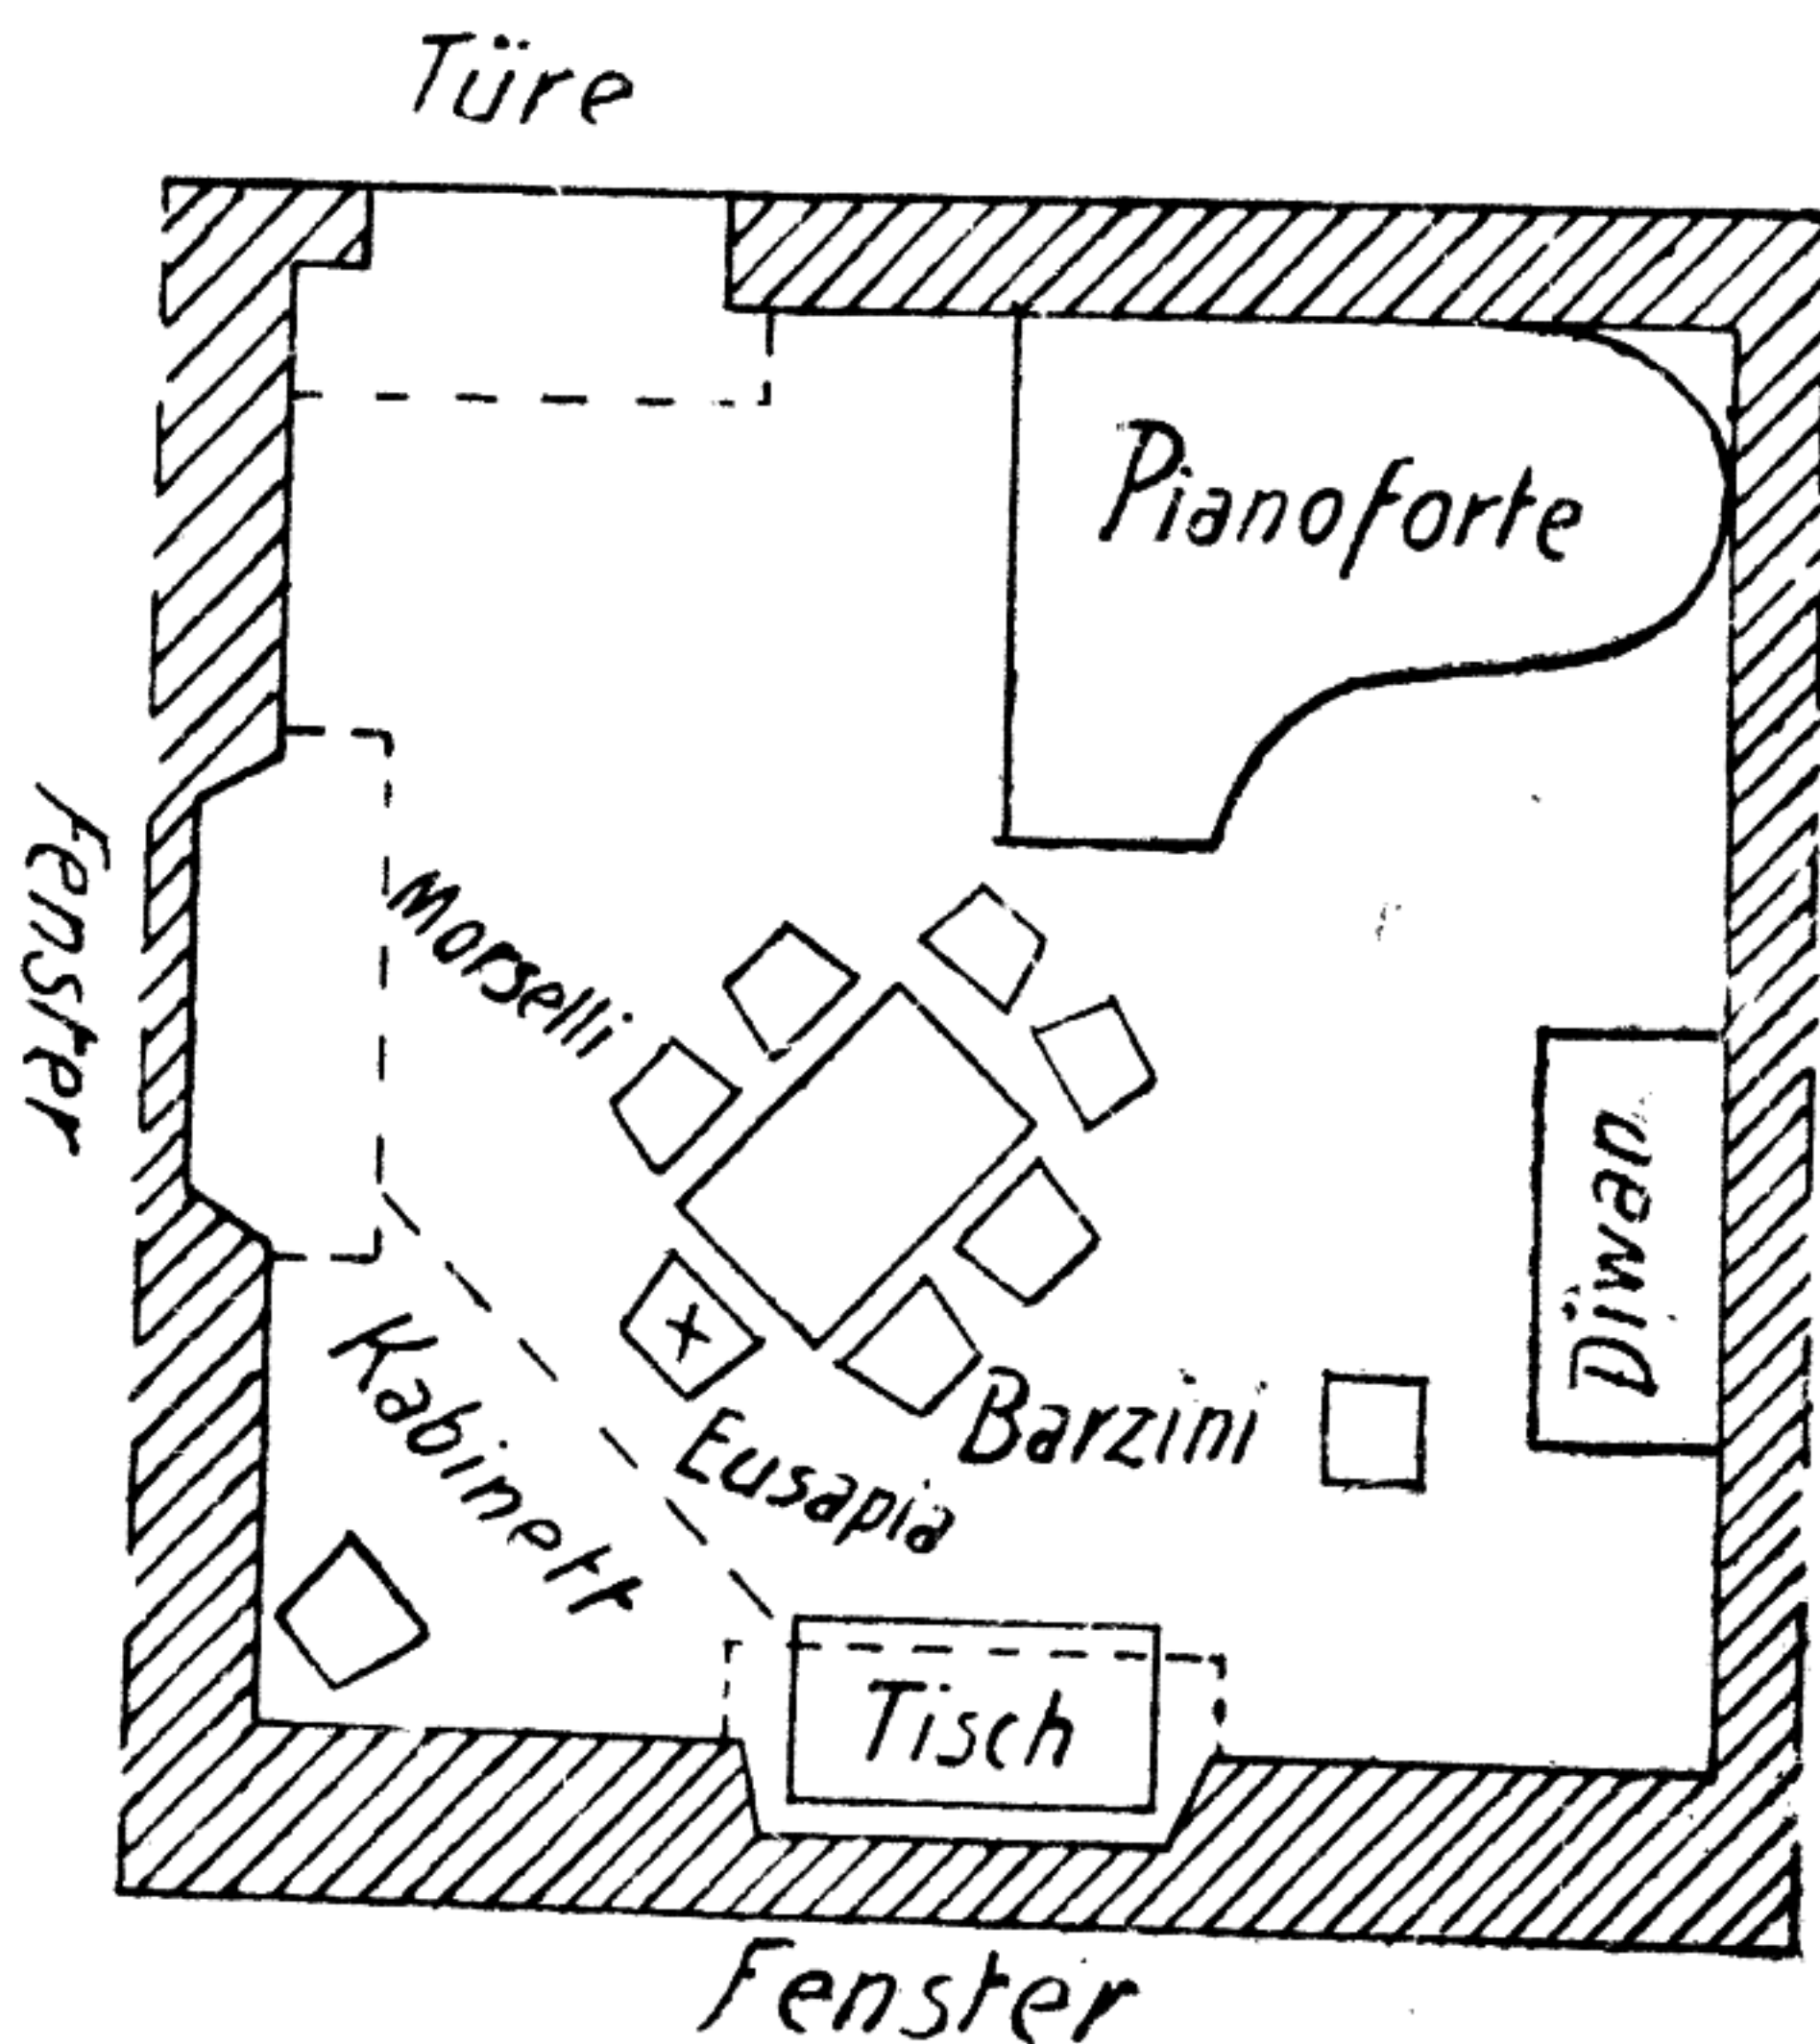 Türe
Pianoforte
Fenster
Morselli
Diwan
Kabinett
Eusapia
Barzini
Tisch
Fenster